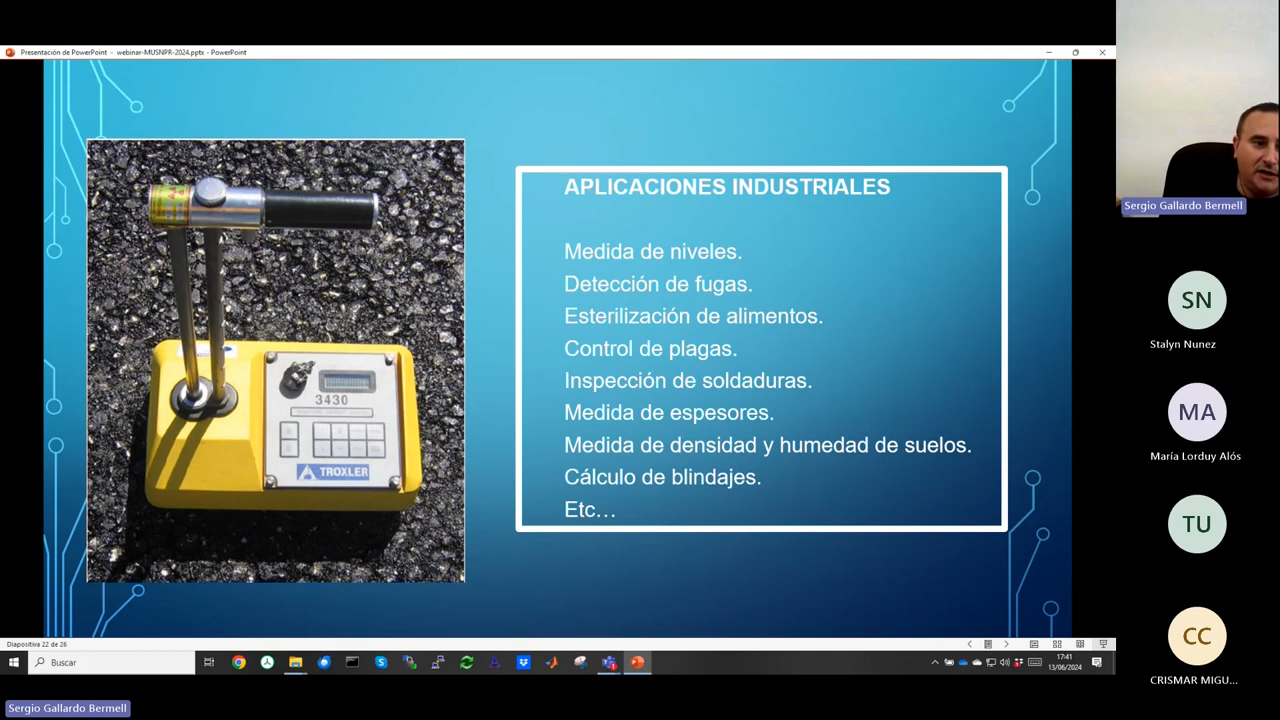 Presentación de PowerPoint - webinar-MUSNPR-2024.pptx - PowerPoint
APLICACIONES INDUSTRIALES
Medida de niveles.
Detección de fugas.
Esterilización de alimentos.
Control de plagas.
Inspección de soldaduras.
Medida de espesores.
Medida de densidad y humedad de suelos.
Cálculo de blindajes.
Etc...
3430
TROXLER
Sergio Gallardo Bermell
SN
Stalyn Nunez
MA
María Lorduy Alós
TU
CC
CRISMAR MIGU...
Diapositiva 22 de 26
Buscar
17:41
13/06/2024
Sergio Gallardo Bermell